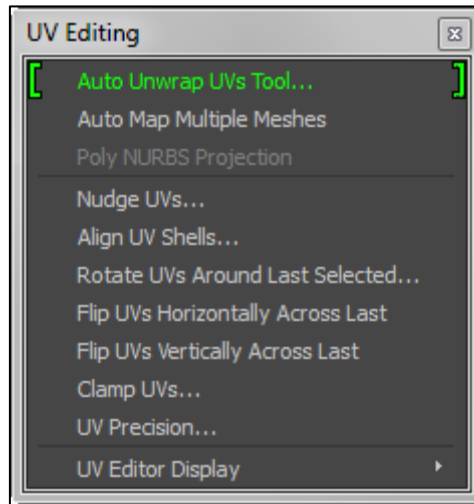 UV Editing
Auto Unwrap UVs Tool...
Auto Map Multiple Meshes
Poly NURBS Projection
Nudge UVs...
Align UV Shells...
Rotate UVs Around Last Selected...
Flip UVs Horizontally Across Last
Flip UVs Vertically Across Last
Clamp UVs...
UV Precision...
UV Editor Display